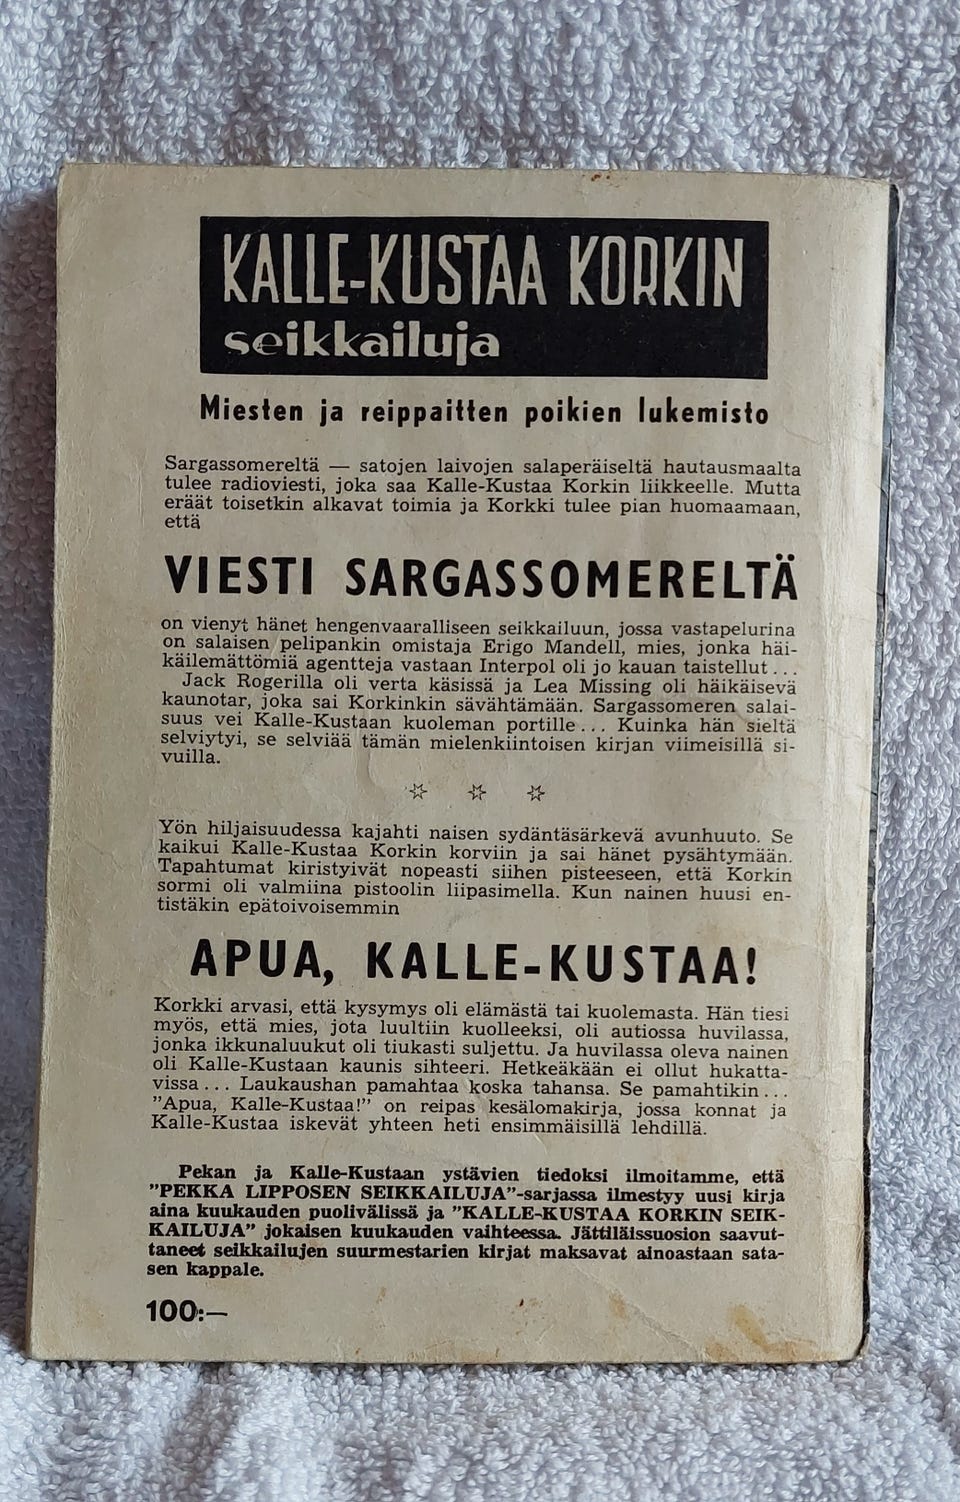 KALLE-KUSTAA KORKIN
seikkailuja
Miesten ja reippaitten poikien lukemisto
Sargassomereltä — satojen laivojen salaperäiseltä hautausmaalta
tulee radioviesti, joka saa Kalle-Kustaa Korkin liikkeelle. Mutta
eräät toisetkin alkavat toimia ja Korkki tulee pian huomaamaan,
että
VIESTI SARGASSOMERELTÄ
on vienyt hänet hengenvaaralliseen seikkailuun, jossa vastapelurina
on salaisen pelipankin omistaja Erigo Mandell, mies, jonka häi-
käilemättömiä agentteja vastaan Interpol oli jo kauan taistellut...
Jack Rogerilla oli verta käsissä ja Lea Missing oli häikäisevä
kaunotar, joka sai Korkinkin sävähtämään. Sargassomeren salai-
suus vei Kalle-Kustaan kuoleman portille... Kuinka hän sieltä
selviytyi, se selviää tämän mielenkiintoisen kirjan viimeisillä si-
vuilla.
Yön hiljaisuudessa kajahti naisen sydäntäsärkevä avunhuuto. Se
kaikui Kalle-Kustaa Korkin korviin ja sai hänet pysähtymään.
Tapahtumat kiristyivät nopeasti siihen pisteeseen, että Korkin
sormi oli valmiina pistoolin liipasimella. Kun nainen huusi en-
tistäkin epätoivoisemmin
APUA, KALLE-KUSTAA!
Korkki arvasi, että kysymys oli elämästä tai kuolemasta. Hän tiesi
myös, että mies, jota luultiin kuolleeksi, oli autiossa huvilassa,
jonka ikkunaluukut oli tiukasti suljettu. Ja huvilassa oleva nainen
oli Kalle-Kustaan kaunis sihteeri. Hetkeäkään ei ollut hukatta-
vissa... Laukaushan pamahtaa koska tahansa. Se pamahtikin...
"Apua, Kalle-Kustaa!" on reipas kesälomakirja, jossa konnat ja
Kalle-Kustaa iskevät yhteen heti ensimmäisillä lehdillä.
Pekan ja Kalle-Kustaan ystävien tiedoksi ilmoitamme, että
"PEKKA LIPPOSEN SEIKKAILUJA"-sarjassa ilmestyy uusi kirja
aina kuukauden puolivälissä ja "KALLE-KUSTAA KORKIN SEIK-
KAILUJA" jokaisen kuukauden vaihteessa. Jättiläissuosion saavut-
taneet seikkailujen suurmestarien kirjat maksavat ainoastaan sata-
sen kappale.
100:—